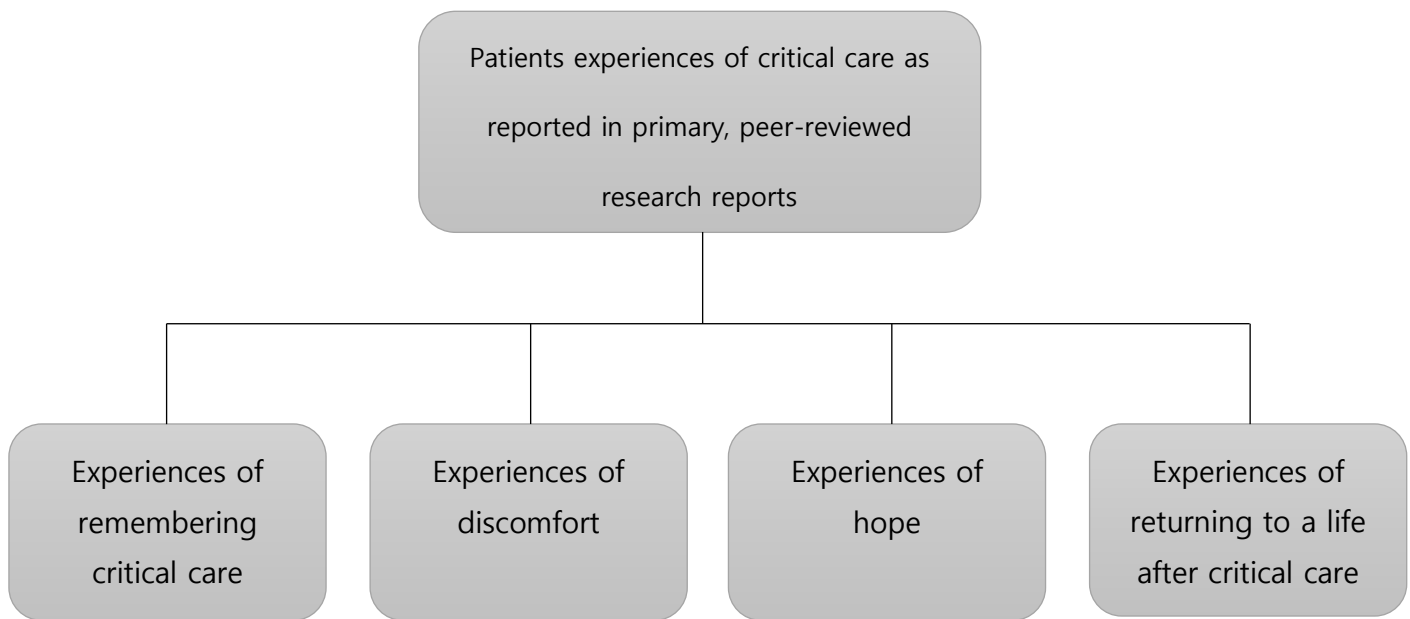 Patients experiences of critical care as
reported in primary, peer-reviewed
research reports
Experiences of
remembering
critical care
Experiences of
discomfort
Experiences of
hope
Experiences of
returning to a life
after critical care